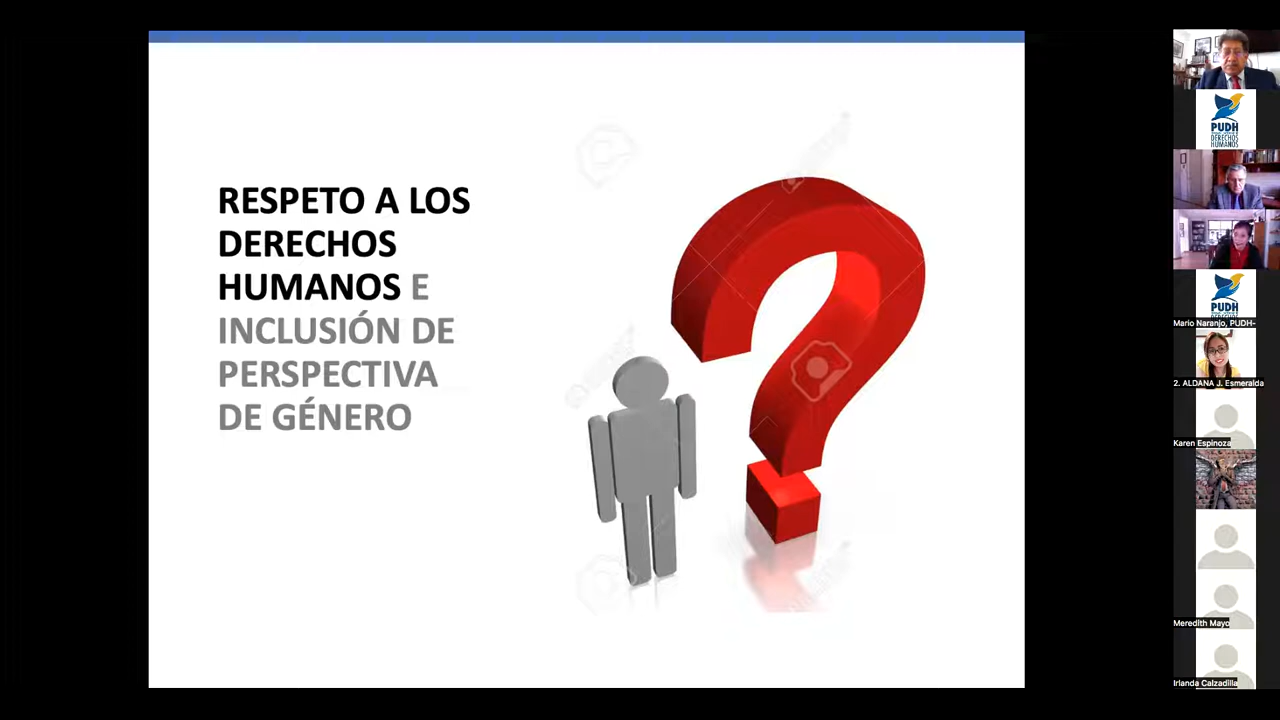 RESPETO A LOS
DERECHOS
HUMANOS E
INCLUSIÓN DE
PERSPECTIVA
DE GÉNERO
PUDH
DERECHOS
HUMANOS
PUDH
Mario Naranjo, PUDH-
2. ALDANA J. Esmeralda
Karen Espinoza
Meredith Mayo
Irlanda Calzadilla